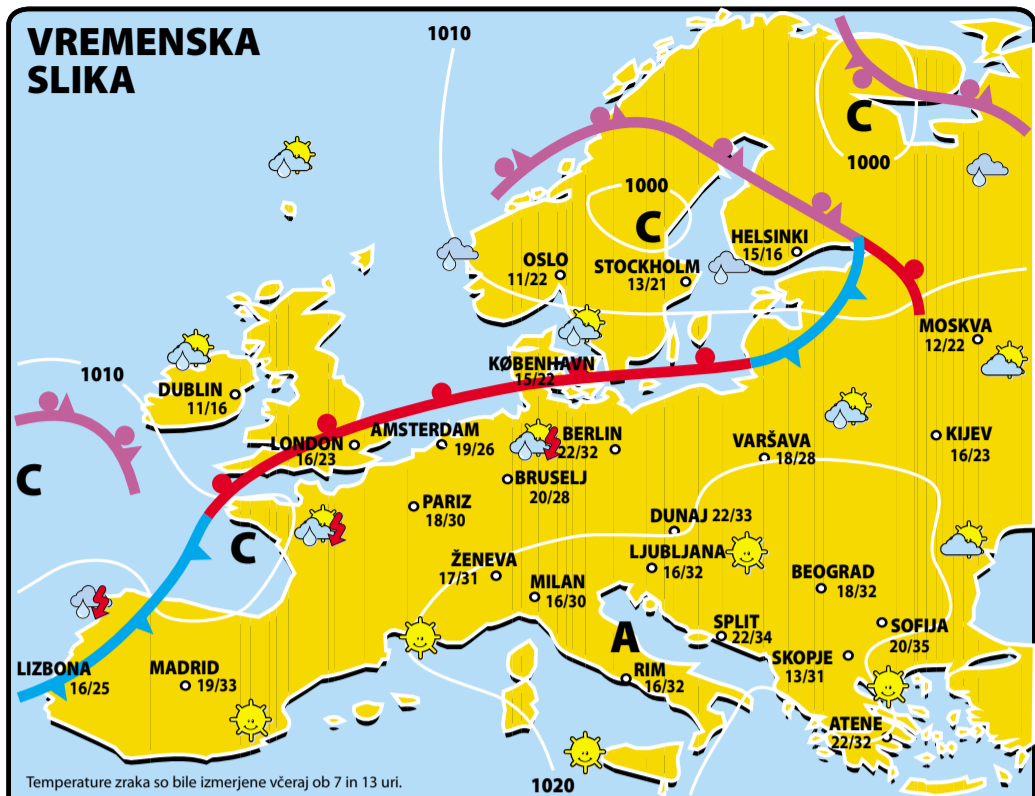 VREMENSKA
SLIKA
1010
C
1000
1000
C
HELSINKI
15/16
OSLO
11/22
STOCKHOLM
13/21
MOSKVA
12/22
1010
KØBENHAVN
15/22
DUBLIN
11/16
LONDON
16/23
AMSTERDAM
19/26
BERLIN
22/32
VARŠAVA
18/28
KIJEV
16/23
C
BRUSELJ
20/28
PARIZ
18/30
C
DUNAJ 22/33
ŽENEVA
17/31
LJUBLJANA
16/32
MILAN
16/30
BEOGRAD
18/32
A
SPLIT
22/34
SOFIJA
20/35
LIZBONA
16/25
MADRID
19/33
RIM
16/32
SKOPJE
13/31
ATENE
22/32
1020
Temperature zraka so bile izmerjene včeraj ob 7 in 13 uri.